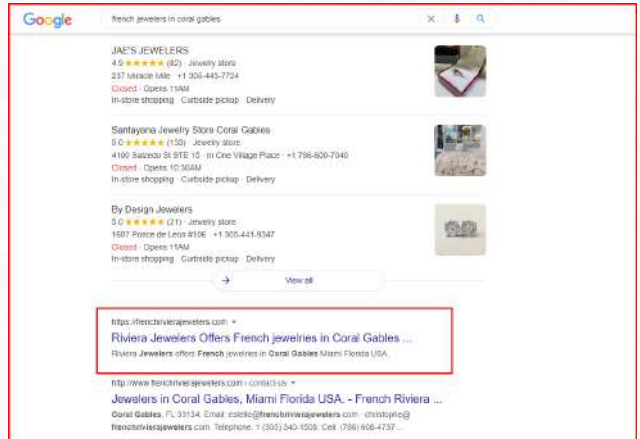 Google french jewelers in coral gables
JAE'S JEWELERS
4.9 ★★★★★ (82) · Jewelry store
237 Miracle Mile · +1 305-443-7724
Closed · Opens 11AM
In-store shopping · Curbside pickup · Delivery
Santayana Jewelry Store Coral Gables
5.0 ★★★★★ (153) · Jewelry store
4100 Salzedo St STE 15 · in One Village Place · +1 786-600-7940
Closed · Opens 10:30AM
In-store shopping · Curbside pickup · Delivery
By Design Jewelers
5.0 ★★★★★ (21) · Jewelry store
1607 Ponce de Leon #106 · +1 305-441-9347
Closed · Opens 11AM
In-store shopping · Curbside pickup · Delivery
→ View all
https://frenchrivierajewelers.com
Riviera Jewelers Offers French jewelries in Coral Gables ...
Riviera Jewelers offers French jewelries in Coral Gables Miami Florida USA.
http://www.frenchrivierajewelers.com › contact-us
Jewelers in Coral Gables, Miami Florida USA. - French Riviera ...
Coral Gables, FL 33134. Email: estelle@frenchrivierajewelers.com · christophe@
frenchrivierajewelers.com. Telephone: 1 (305) 340-1508. Cell: (786) 608-4737 ...